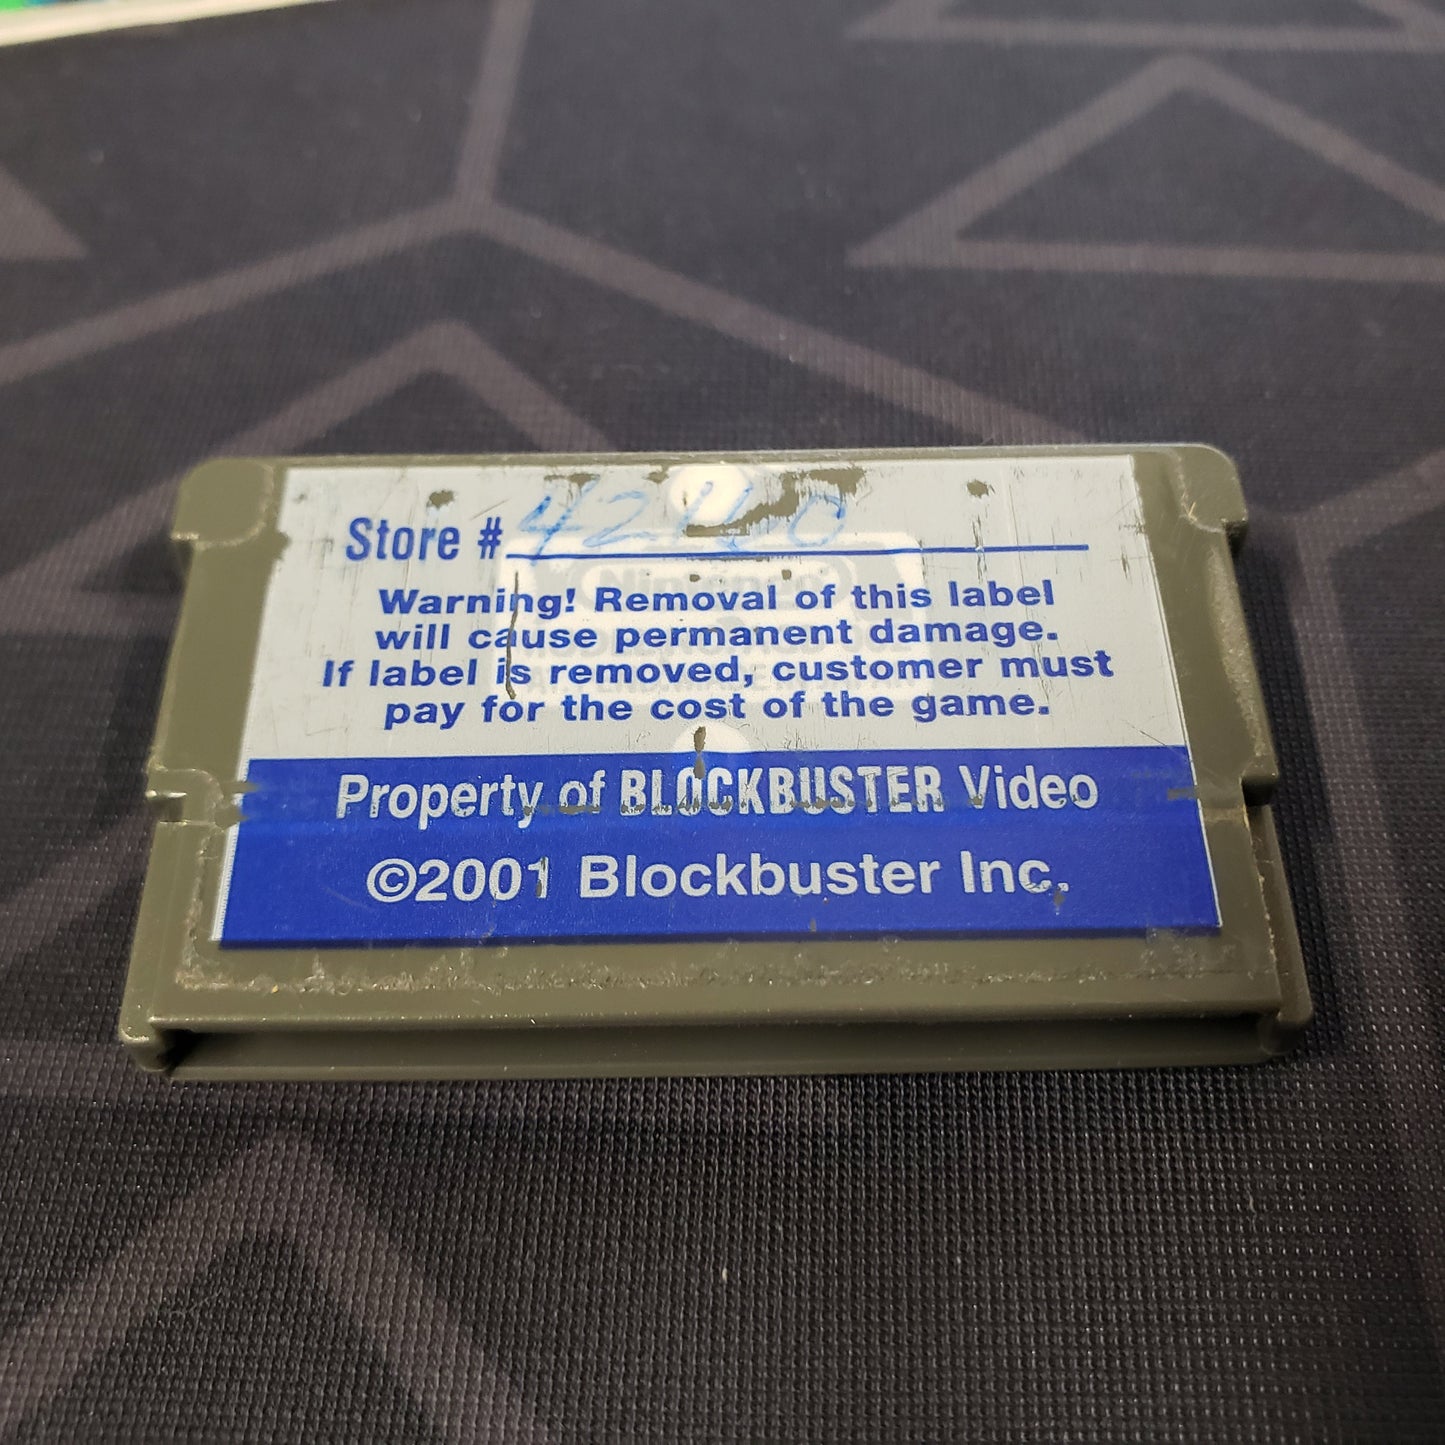 Store #
Warning! Removal of this label
will cause permanent damage.
If label is removed, customer must
pay for the cost of the game.
Property of BLOCKBUSTER Video
©2001 Blockbuster Inc.